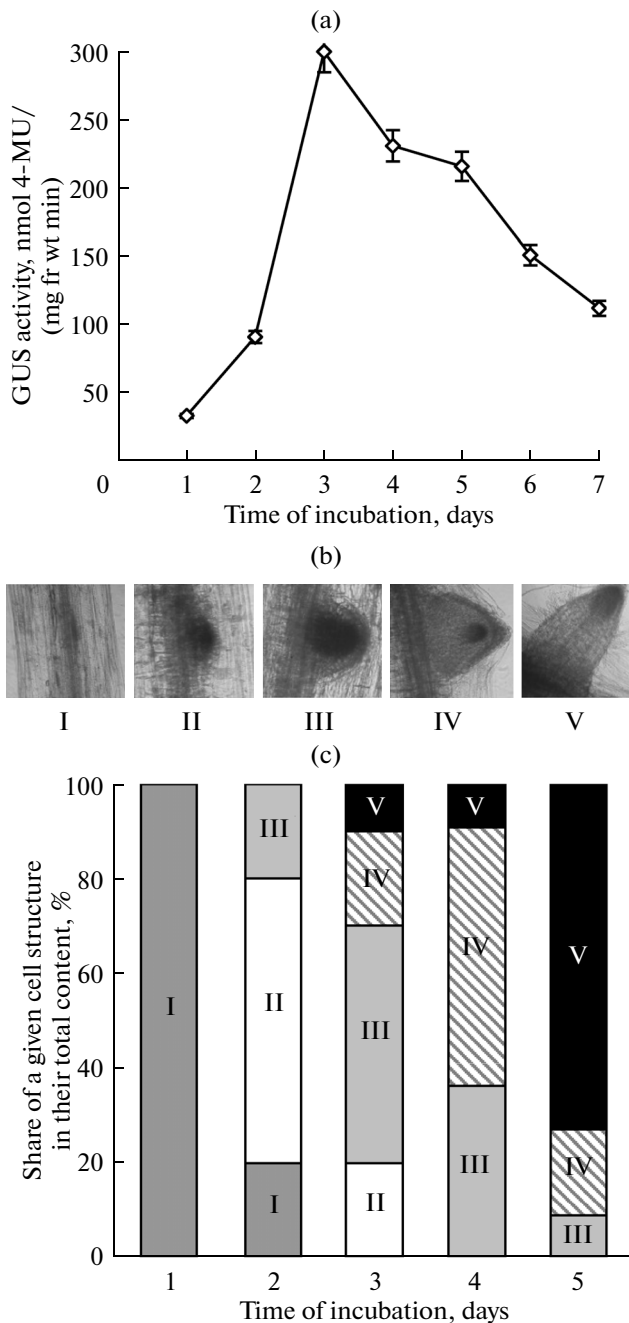 (a)
GUS activity, nmol 4-MU/
(mg fr wt min)
300
250
200
150
100
50
0
1 2 3 4 5 6 7
Time of incubation, days
(b)
I II III IV V
(c)
Share of a given cell structure
in their total content, %
100
80
60
40
20
0
I
III
II
I
V
IV
III
II
V
IV
III
V
IV
III
1 2 3 4 5
Time of incubation, days